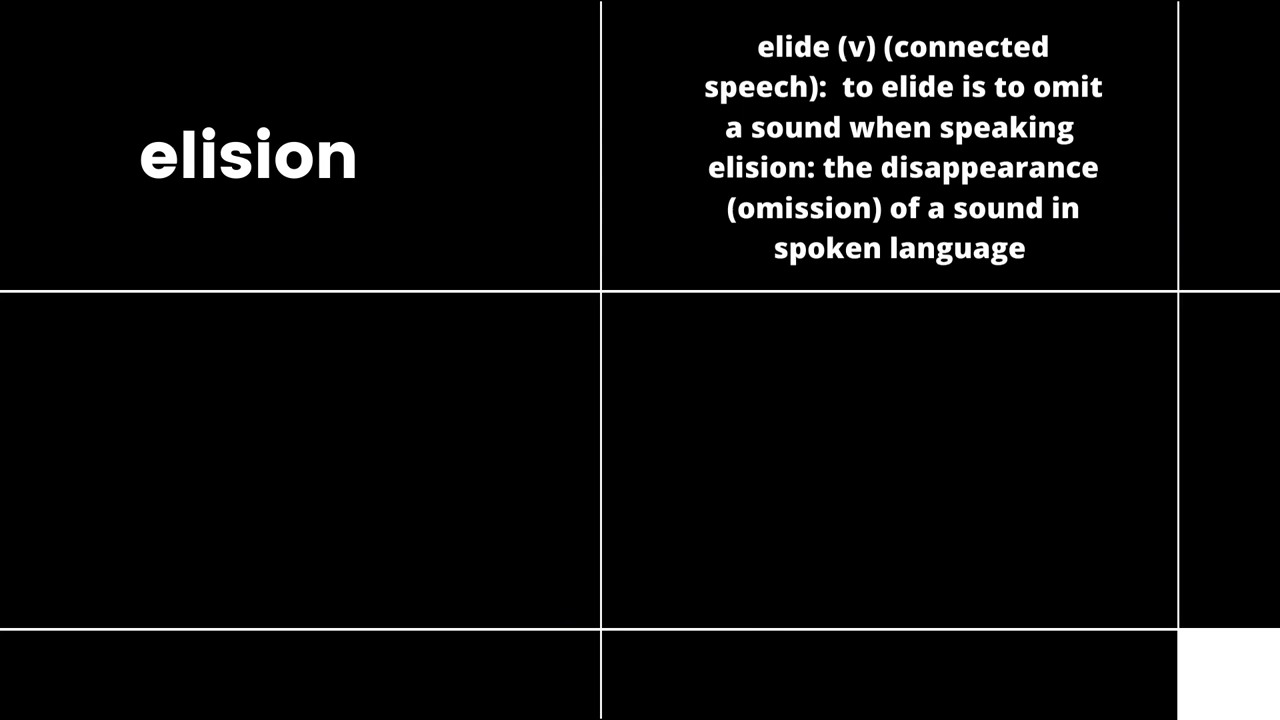 elision
elide (v) (connected
speech):  to elide is to omit
a sound when speaking
elision: the disappearance
(omission) of a sound in
spoken language